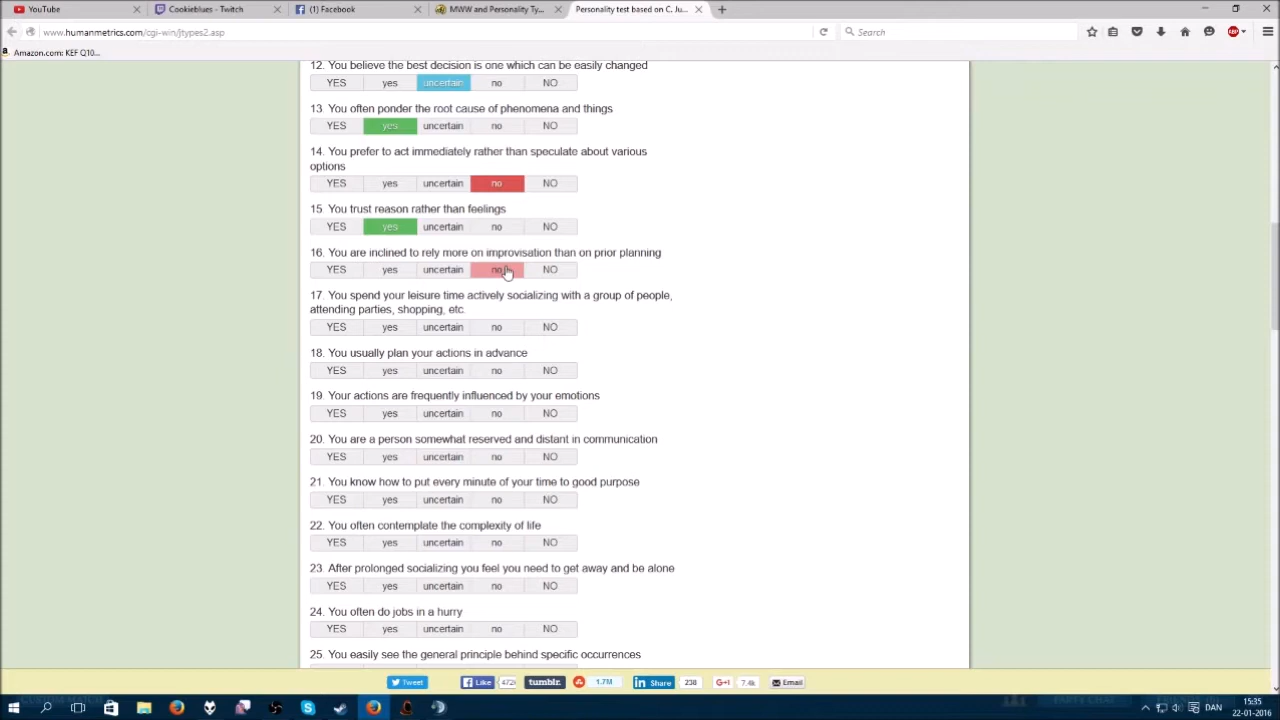 YouTube
Cookieblues - Twitch
(1) Facebook
MWW and Personality Ty...
Personality test based on C. Ju...
www.humanmetrics.com/cgi-win/jtypes2.asp
Search
Amazon.com: KEF Q10...
12. You believe the best decision is one which can be easily changed
YES yes uncertain no NO
13. You often ponder the root cause of phenomena and things
YES yes uncertain no NO
14. You prefer to act immediately rather than speculate about various
options
YES yes uncertain no NO
15. You trust reason rather than feelings
YES yes uncertain no NO
16. You are inclined to rely more on improvisation than on prior planning
YES yes uncertain no NO
17. You spend your leisure time actively socializing with a group of people,
attending parties, shopping, etc.
YES yes uncertain no NO
18. You usually plan your actions in advance
YES yes uncertain no NO
19. Your actions are frequently influenced by your emotions
YES yes uncertain no NO
20. You are a person somewhat reserved and distant in communication
YES yes uncertain no NO
21. You know how to put every minute of your time to good purpose
YES yes uncertain no NO
22. You often contemplate the complexity of life
YES yes uncertain no NO
23. After prolonged socializing you feel you need to get away and be alone
YES yes uncertain no NO
24. You often do jobs in a hurry
YES yes uncertain no NO
25. You easily see the general principle behind specific occurrences
Tweet Like tumblr. 1.7M Share 238 G+1 7.4k Email
DAN
15:35
22-01-2016